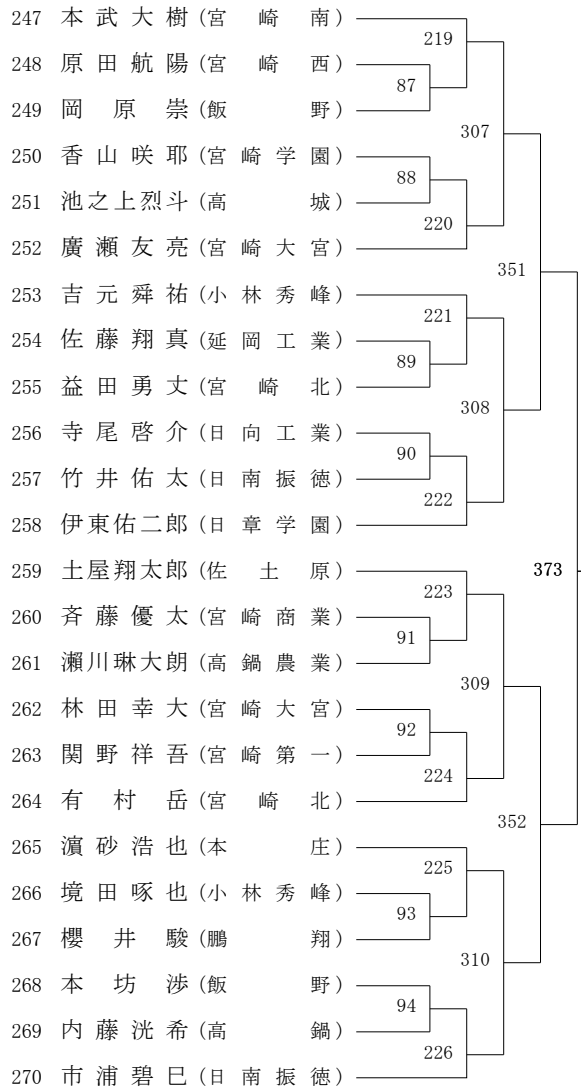 247 本武大樹 (宮崎南)
219
248 原田航陽 (宮崎西)
87
249 岡原崇 (飯野)
307
250 香山咲耶 (宮崎学園)
88
251 池之上烈斗 (高城)
220
252 廣瀬友亮 (宮崎大宮)
351
253 吉元舜祐 (小林秀峰)
221
254 佐藤翔真 (延岡工業)
89
255 益田勇丈 (宮崎北)
308
256 寺尾啓介 (日向工業)
90
257 竹井佑太 (日南振徳)
222
258 伊東佑二郎 (日章学園)
373
259 土屋翔太郎 (佐土原)
223
260 斉藤優太 (宮崎商業)
91
261 瀬川琳大朗 (高鍋農業)
309
262 林田幸大 (宮崎大宮)
92
263 関野祥吾 (宮崎第一)
224
264 有村岳 (宮崎北)
352
265 濵砂浩也 (本庄)
225
266 境田啄也 (小林秀峰)
93
267 櫻井駿 (鵬翔)
310
268 本坊渉 (飯野)
94
269 内藤洸希 (高鍋)
226
270 市浦碧巳 (日南振徳)